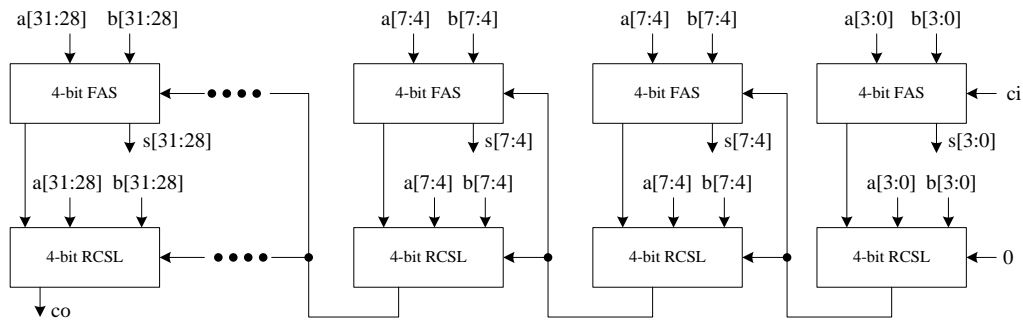 a[31:28] b[31:28] a[7:4] b[7:4] a[7:4] b[7:4] a[3:0] b[3:0]
4-bit FAS 4-bit FAS 4-bit FAS 4-bit FAS ci
s[31:28] s[7:4] s[7:4] s[3:0]
a[31:28] b[31:28] a[7:4] b[7:4] a[7:4] b[7:4] a[3:0] b[3:0]
4-bit RCSL 4-bit RCSL 4-bit RCSL 4-bit RCSL 0
co